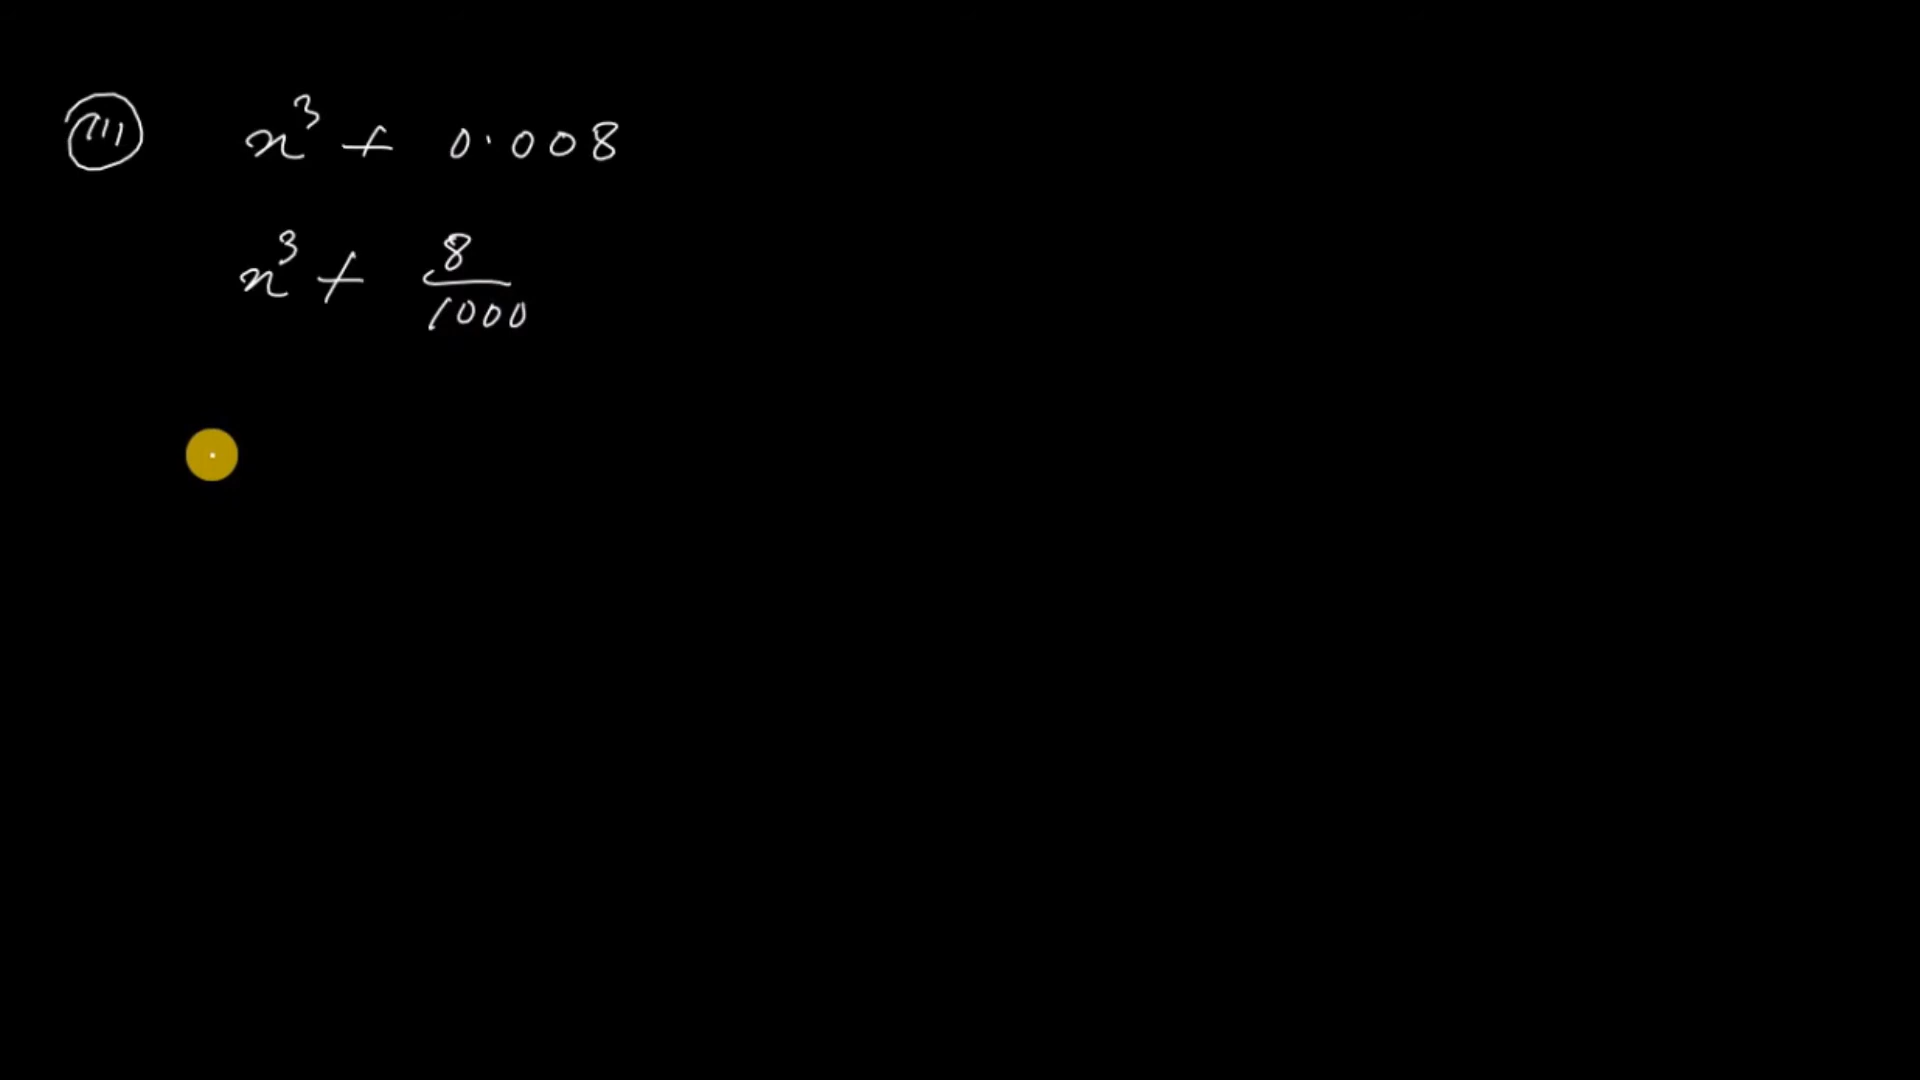 (iii) x³ + 0.008
x³ + 8/1000